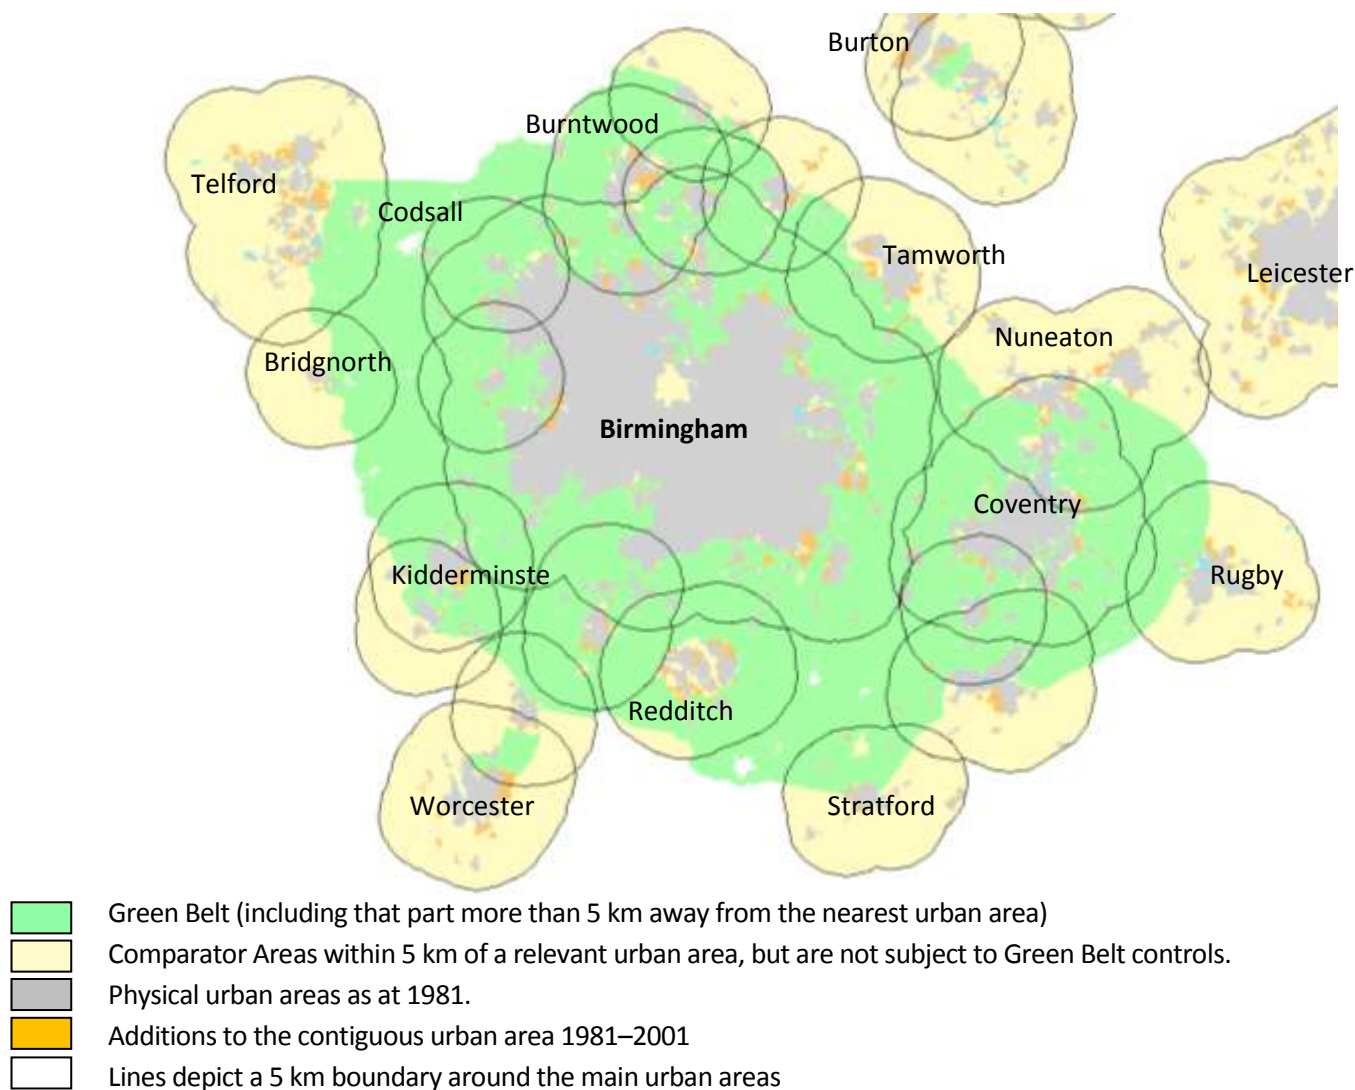 Burton
Burntwood
Telford
Codsall
Tamworth
Leicester
Nuneaton
Bridgnorth
Birmingham
Coventry
Kidderminste
Rugby
Redditch
Worcester
Stratford
Green Belt (including that part more than 5 km away from the nearest urban area)
Comparator Areas within 5 km of a relevant urban area, but are not subject to Green Belt controls.
Physical urban areas as at 1981.
Additions to the contiguous urban area 1981–2001
Lines depict a 5 km boundary around the main urban areas